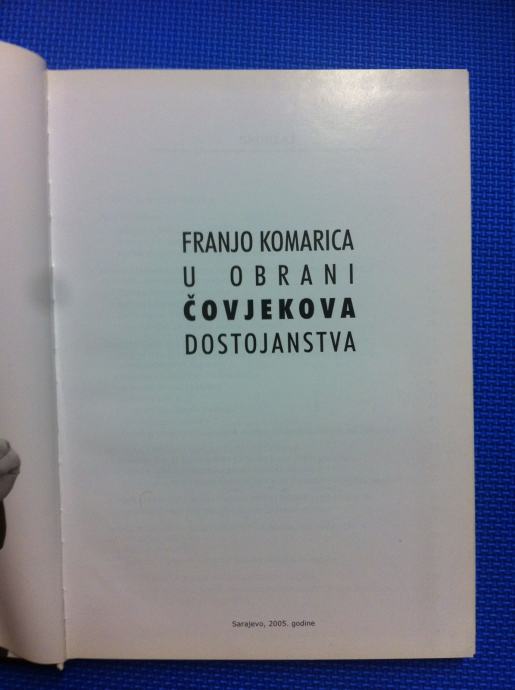 FRANJO KOMARICA
U OBRANI
ČOVJEKOVA
DOSTOJANSTVA
Sarajevo, 2005. godine